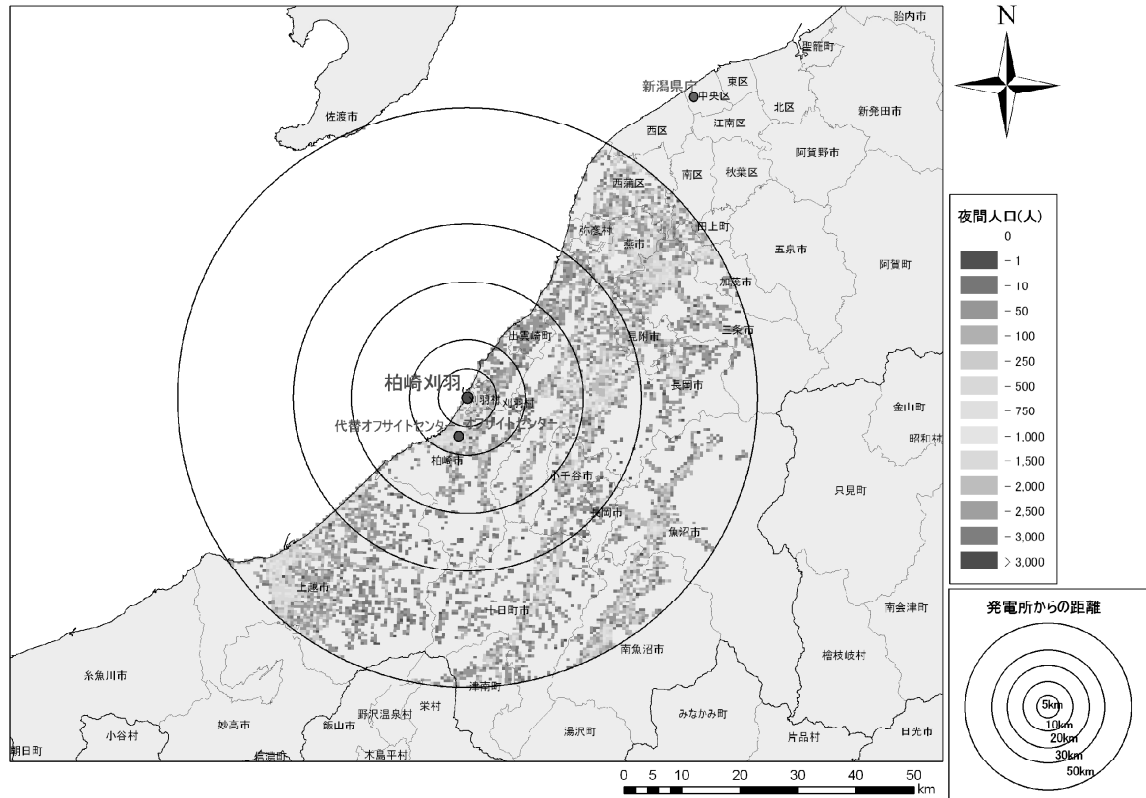 胎内市
聖籠町
N
新潟県庁
東区
中央区
北区
新発田市
佐渡市
西区
江南区
阿賀野市
南区
秋葉区
西蒲区
田上町
弥彦村
燕市
五泉市
阿賀町
加茂市
出雲崎町
見附市
三条市
柏崎刈羽
長岡市
刈羽村
刈羽村
金山町
代替オフサイトセンター
オフサイトセンター
昭和村
柏崎市
小千谷市
只見町
長岡市
魚沼市
上越市
十日町市
南会津町
南魚沼市
檜枝岐村
糸魚川市
津南町
栄村
野沢温泉村
みなかみ町
妙高市
飯山市
湯沢町
小谷村
片品村
日光市
朝日町
信濃町
木島平村
夜間人口(人)
0
- 1
- 10
- 50
- 100
- 250
- 500
- 750
- 1,000
- 1,500
- 2,000
- 2,500
- 3,000
> 3,000
発電所からの距離
5km
10km
20km
30km
50km
0 5 10 20 30 40 50
km